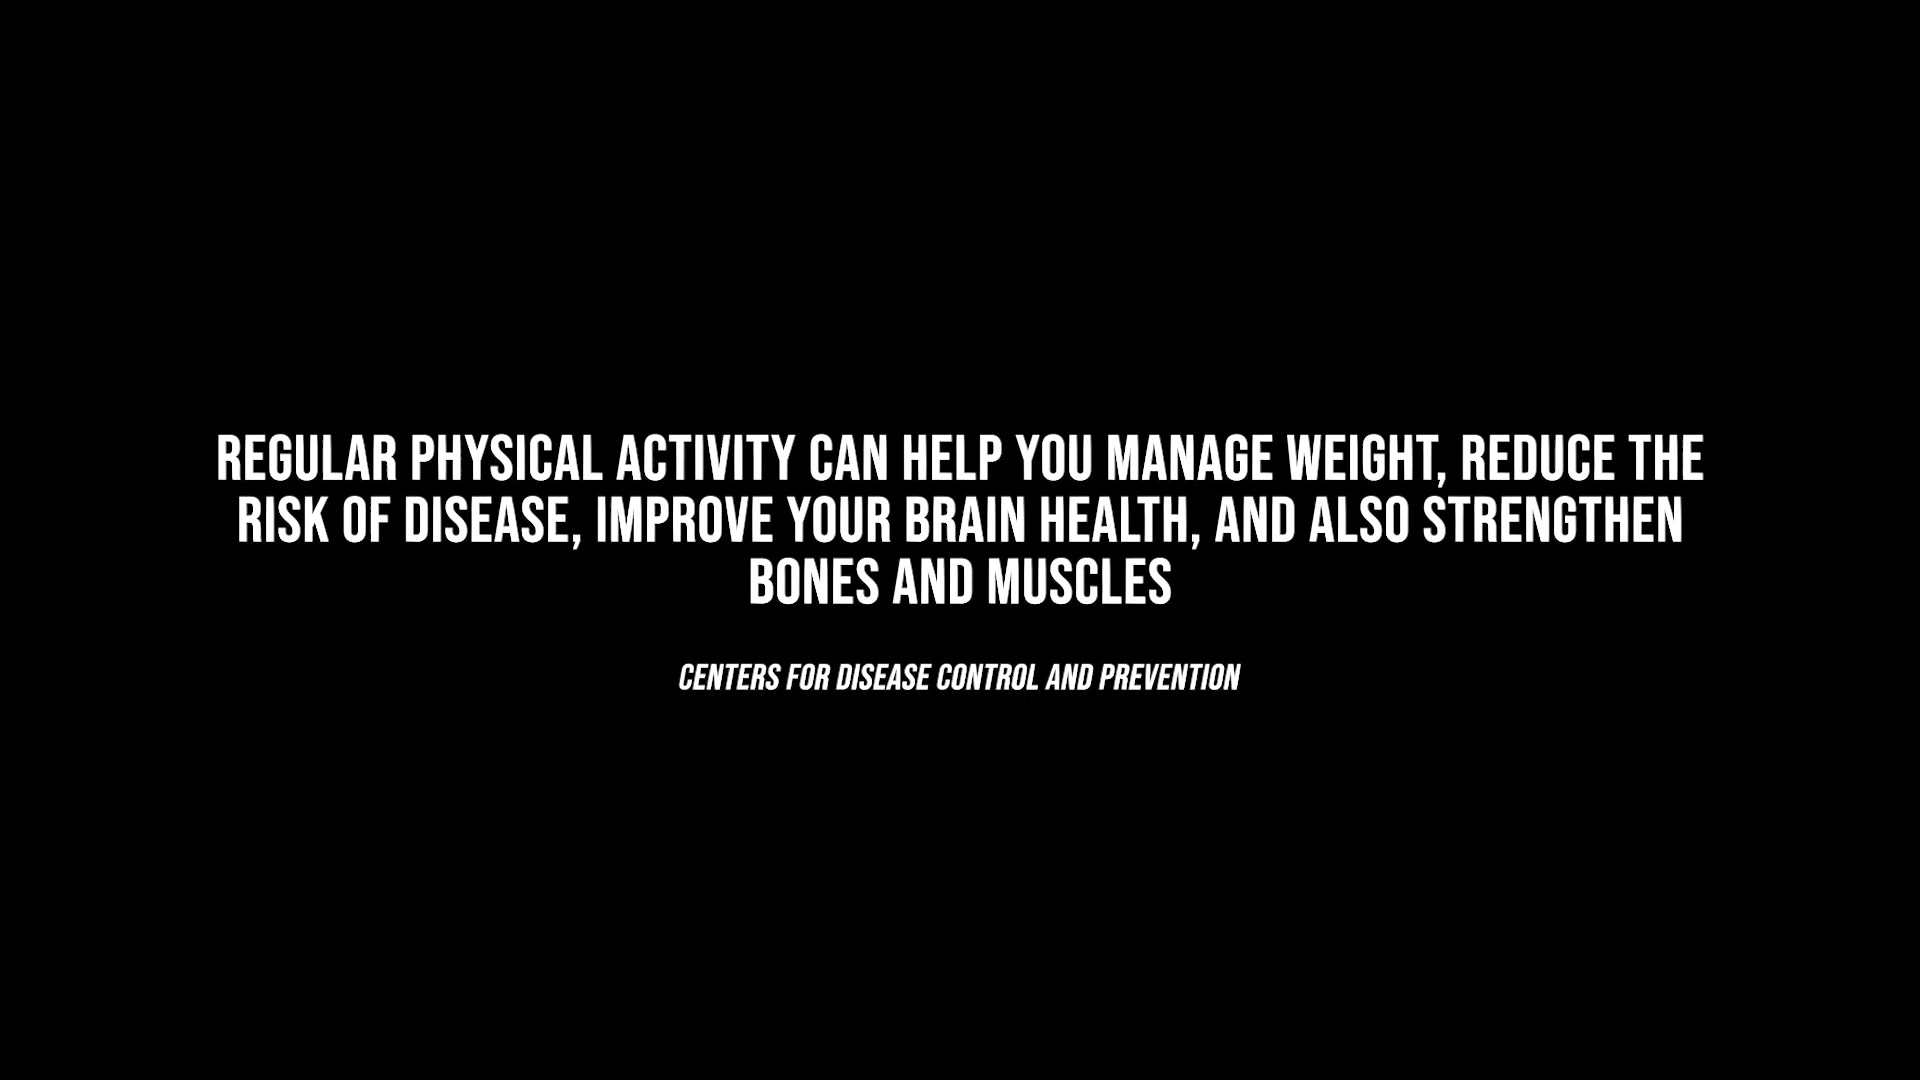 REGULAR PHYSICAL ACTIVITY CAN HELP YOU MANAGE WEIGHT, REDUCE THE
RISK OF DISEASE, IMPROVE YOUR BRAIN HEALTH, AND ALSO STRENGTHEN
BONES AND MUSCLES
CENTERS FOR DISEASE CONTROL AND PREVENTION